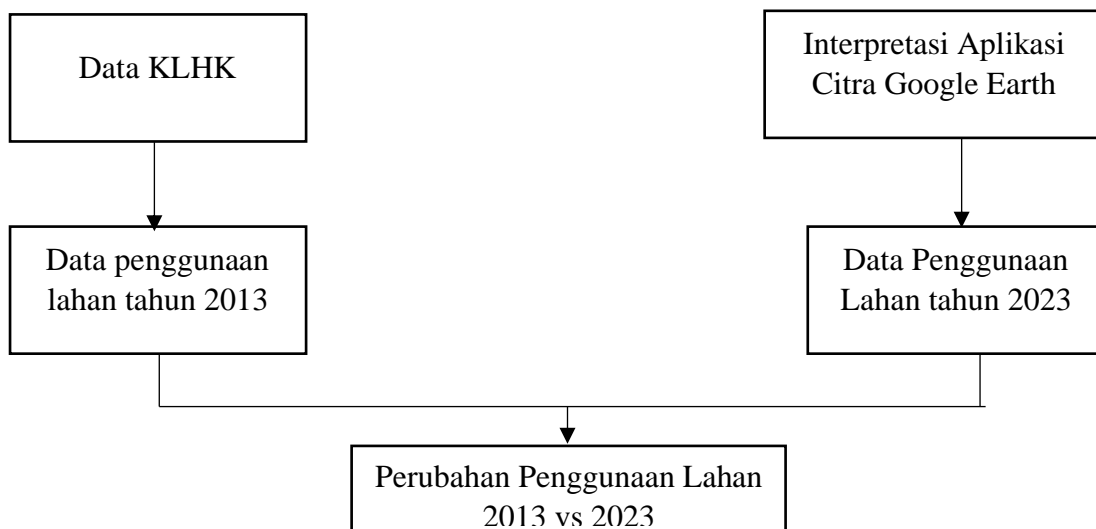 Data KLHK
Interpretasi Aplikasi
Citra Google Earth
Data penggunaan
lahan tahun 2013
Data Penggunaan
Lahan tahun 2023
Perubahan Penggunaan Lahan
2013 vs 2023